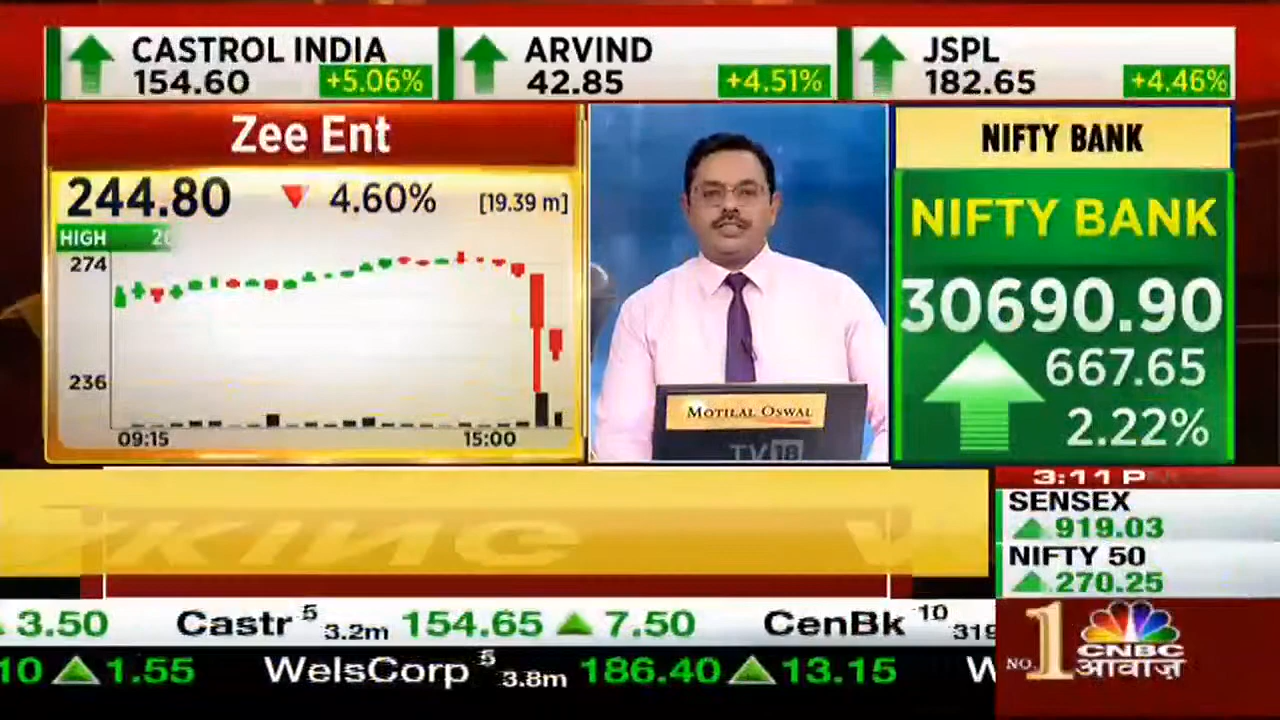 CASTROL INDIA
154.60 +5.06%
ARVIND
42.85 +4.51%
JSPL
182.65 +4.46%
Zee Ent
244.80 ▼ 4.60% [19.39 m]
HIGH
274
236
09:15 15:00
MOTILAL OSWAL
TV18
NIFTY BANK
NIFTY BANK
30690.90
667.65
2.22%
3:11 P
SENSEX
▲ 919.03
NIFTY 50
▲ 270.25
▲ 3.50 Castr 5 3.2m 154.65 ▲ 7.50 CenBk 10 319
10 ▲ 1.55 WelsCorp 5 3.8m 186.40 ▲ 13.15 W
NO. 1
CNBC
आवाज़